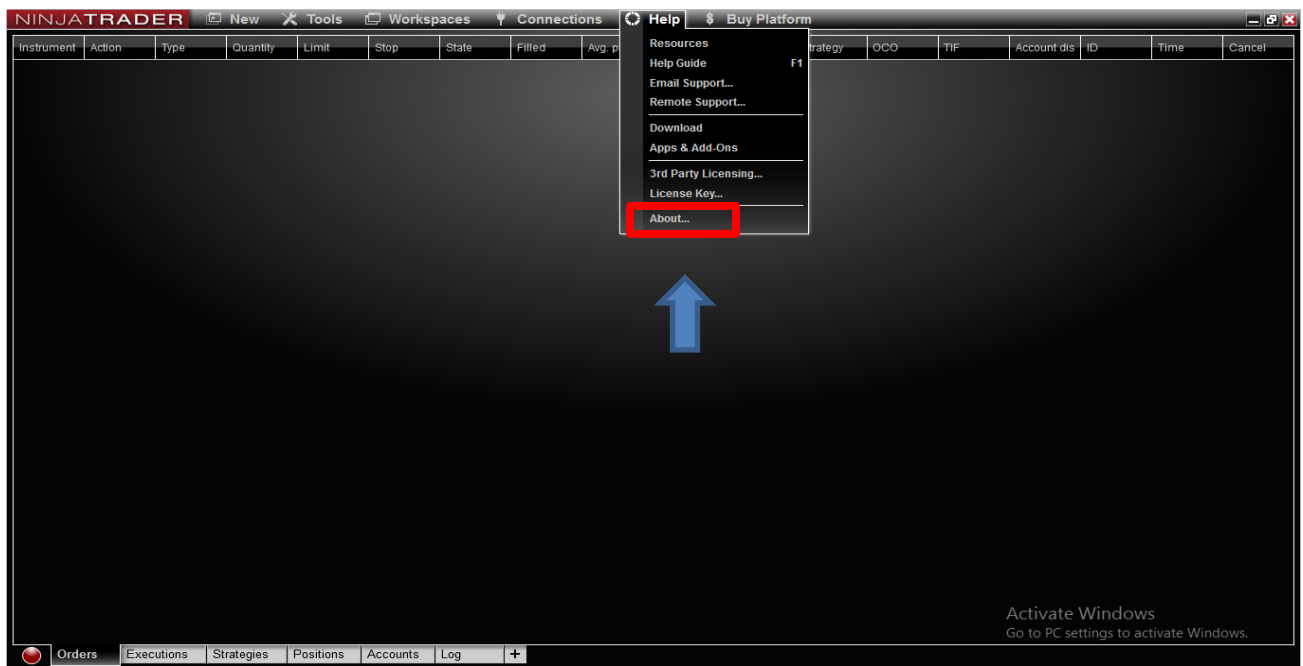 NINJATRADER New Tools Workspaces Connections Help $ Buy Platform
Instrument Action Type Quantity Limit Stop State Filled Avg. p trategy OCO TIF Account dis ID Time Cancel
Resources
Help Guide F1
Email Support...
Remote Support...
Download
Apps & Add-Ons
3rd Party Licensing...
License Key...
About...
Activate Windows
Go to PC settings to activate Windows.
Orders Executions Strategies Positions Accounts Log +